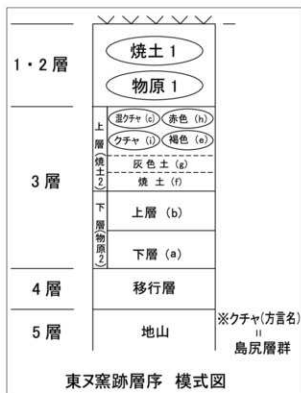 1・2層
焼土1
物原1
3層
上層(焼土2)
混クチャ(c) 赤色(h)
クチャ(i) 褐色(e)
灰色土(g)
焼土(f)
下層(物原2)
上層(b)
下層(a)
4層 移行層
5層 地山
※クチャ(方言名)
=
島尻層群
東ヌ窯跡層序 模式図